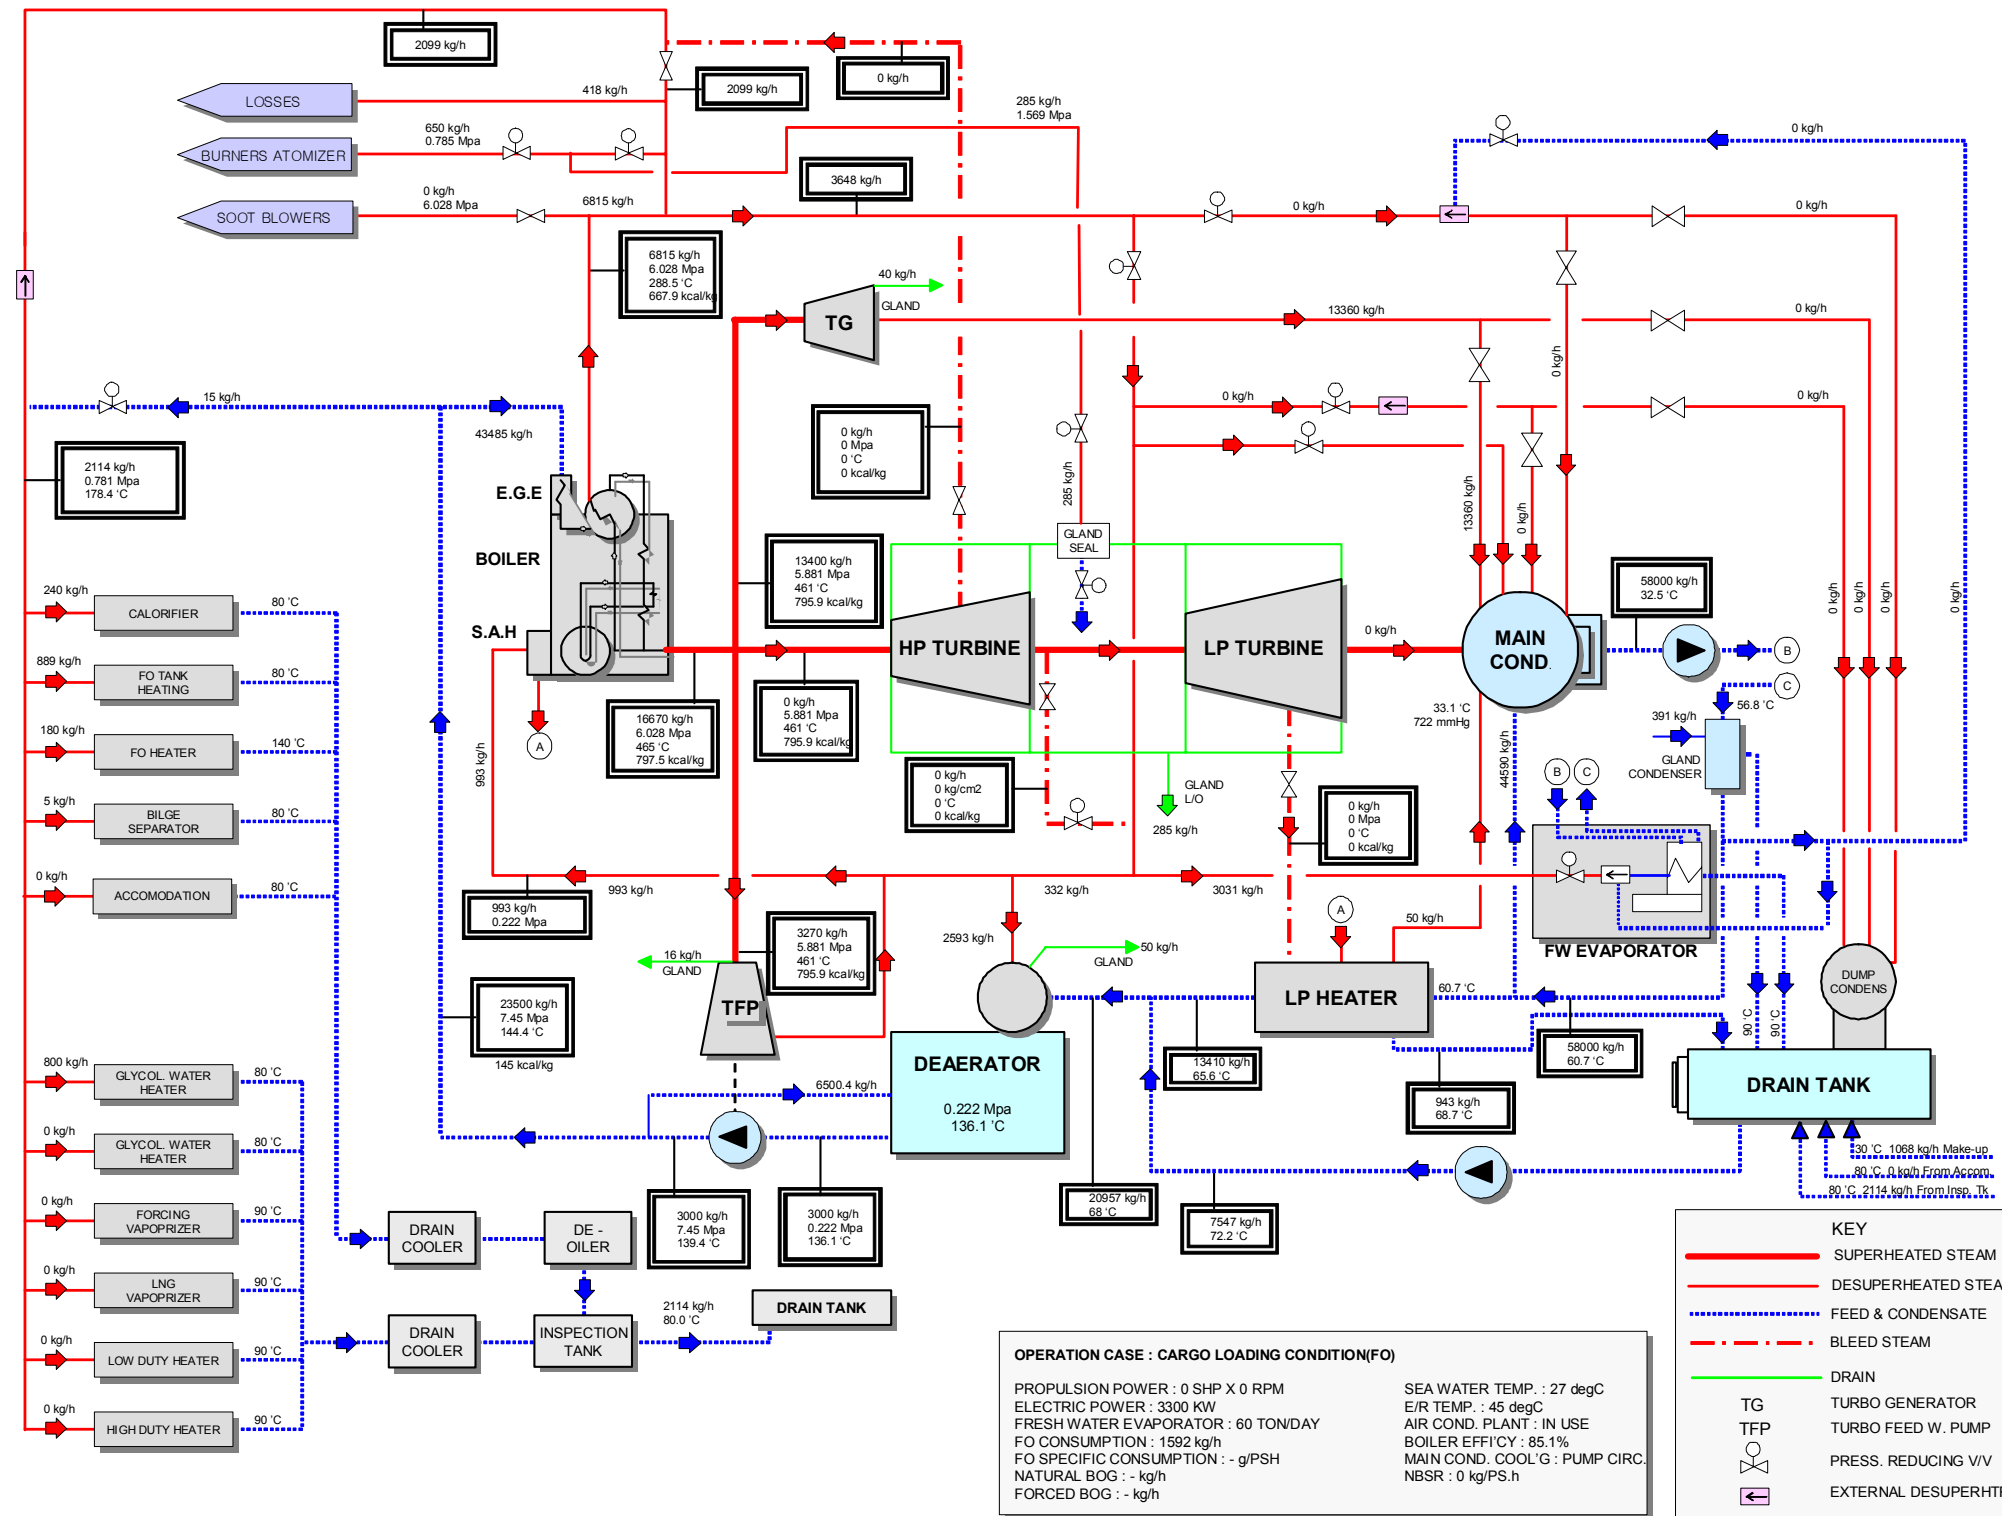 2099 kg/h
0 kg/h
LOSSES
418 kg/h
2099 kg/h
285 kg/h
1.569 Mpa
BURNERS ATOMIZER
650 kg/h
0.785 Mpa
0 kg/h
SOOT BLOWERS
0 kg/h
6.028 Mpa
6815 kg/h
3648 kg/h
0 kg/h
0 kg/h
6815 kg/h
6.028 Mpa
288.5 °C
667.9 kcal/kg
40 kg/h
GLAND
TG
13360 kg/h
0 kg/h
0 kg/h
15 kg/h
43485 kg/h
0 kg/h
0 Mpa
0 °C
0 kcal/kg
0 kg/h
0 kg/h
2114 kg/h
0.781 Mpa
178.4 °C
E.G.E
BOILER
S.A.H
285 kg/h
GLAND
SEAL
13360 kg/h
0 kg/h
13400 kg/h
5.881 Mpa
461 °C
795.9 kcal/kg
58000 kg/h
32.5 °C
0 kg/h
0 kg/h
0 kg/h
0 kg/h
240 kg/h
CALORIFIER
80 'C
889 kg/h
FO TANK
HEATING
80 'C
180 kg/h
FO HEATER
140 'C
5 kg/h
BILGE
SEPARATOR
80 'C
0 kg/h
ACCOMODATION
80 'C
HP TURBINE
LP TURBINE
0 kg/h
MAIN
COND.
B
C
33.1 °C
722 mmHg
56.8 °C
391 kg/h
GLAND
CONDENSER
16670 kg/h
6.028 Mpa
465 °C
797.5 kcal/kg
0 kg/h
5.881 Mpa
461 °C
795.9 kcal/kg
A
993 kg/h
44590 kg/h
0 kg/h
0 kg/cm2
0 °C
0 kcal/kg
GLAND
L/O
285 kg/h
0 kg/h
0 Mpa
0 °C
0 kcal/kg
B
C
FW EVAPORATOR
993 kg/h
332 kg/h
3031 kg/h
993 kg/h
0.222 Mpa
3270 kg/h
5.881 Mpa
461 °C
795.9 kcal/kg
2593 kg/h
50 kg/h
GLAND
A
50 kg/h
16 kg/h
GLAND
TFP
LP HEATER
60.7 °C
DUMP
CONDENS
90 'C
90 'C
23500 kg/h
7.45 Mpa
144.4 °C
145 kcal/kg
DEAERATOR
0.222 Mpa
136.1 'C
6500.4 kg/h
13410 kg/h
65.6 °C
58000 kg/h
60.7 °C
943 kg/h
68.7 °C
DRAIN TANK
30 'C 1068 kg/h Make-up
80 'C 0 kg/h From Accom.
80 'C 2114 kg/h From Insp. Tk
800 kg/h
GLYCOL. WATER
HEATER
80 'C
0 kg/h
GLYCOL. WATER
HEATER
80 'C
0 kg/h
FORCING
VAPOPRIZER
90 'C
0 kg/h
LNG
VAPOPRIZER
90 'C
0 kg/h
LOW DUTY HEATER
90 'C
0 kg/h
HIGH DUTY HEATER
90 'C
3000 kg/h
7.45 Mpa
139.4 °C
3000 kg/h
0.222 Mpa
136.1 °C
20957 kg/h
68 °C
7547 kg/h
72.2 °C
DRAIN
COOLER
DE -
OILER
DRAIN
COOLER
INSPECTION
TANK
2114 kg/h
80.0 °C
DRAIN TANK
OPERATION CASE : CARGO LOADING CONDITION(FO)
PROPULSION POWER : 0 SHP X 0 RPM
ELECTRIC POWER : 3300 KW
FRESH WATER EVAPORATOR : 60 TON/DAY
FO CONSUMPTION : 1592 kg/h
FO SPECIFIC CONSUMPTION : - g/PSH
NATURAL BOG : - kg/h
FORCED BOG : - kg/h
SEA WATER TEMP. : 27 degC
E/R TEMP. : 45 degC
AIR COND. PLANT : IN USE
BOILER EFFI'CY : 85.1%
MAIN COND. COOL'G : PUMP CIRC.
NBSR : 0 kg/PS.h
KEY
SUPERHEATED STEAM
DESUPERHEATED STEA
FEED & CONDENSATE
BLEED STEAM
DRAIN
TG TURBO GENERATOR
TFP TURBO FEED W. PUMP
PRESS. REDUCING V/V
EXTERNAL DESUPERHTR